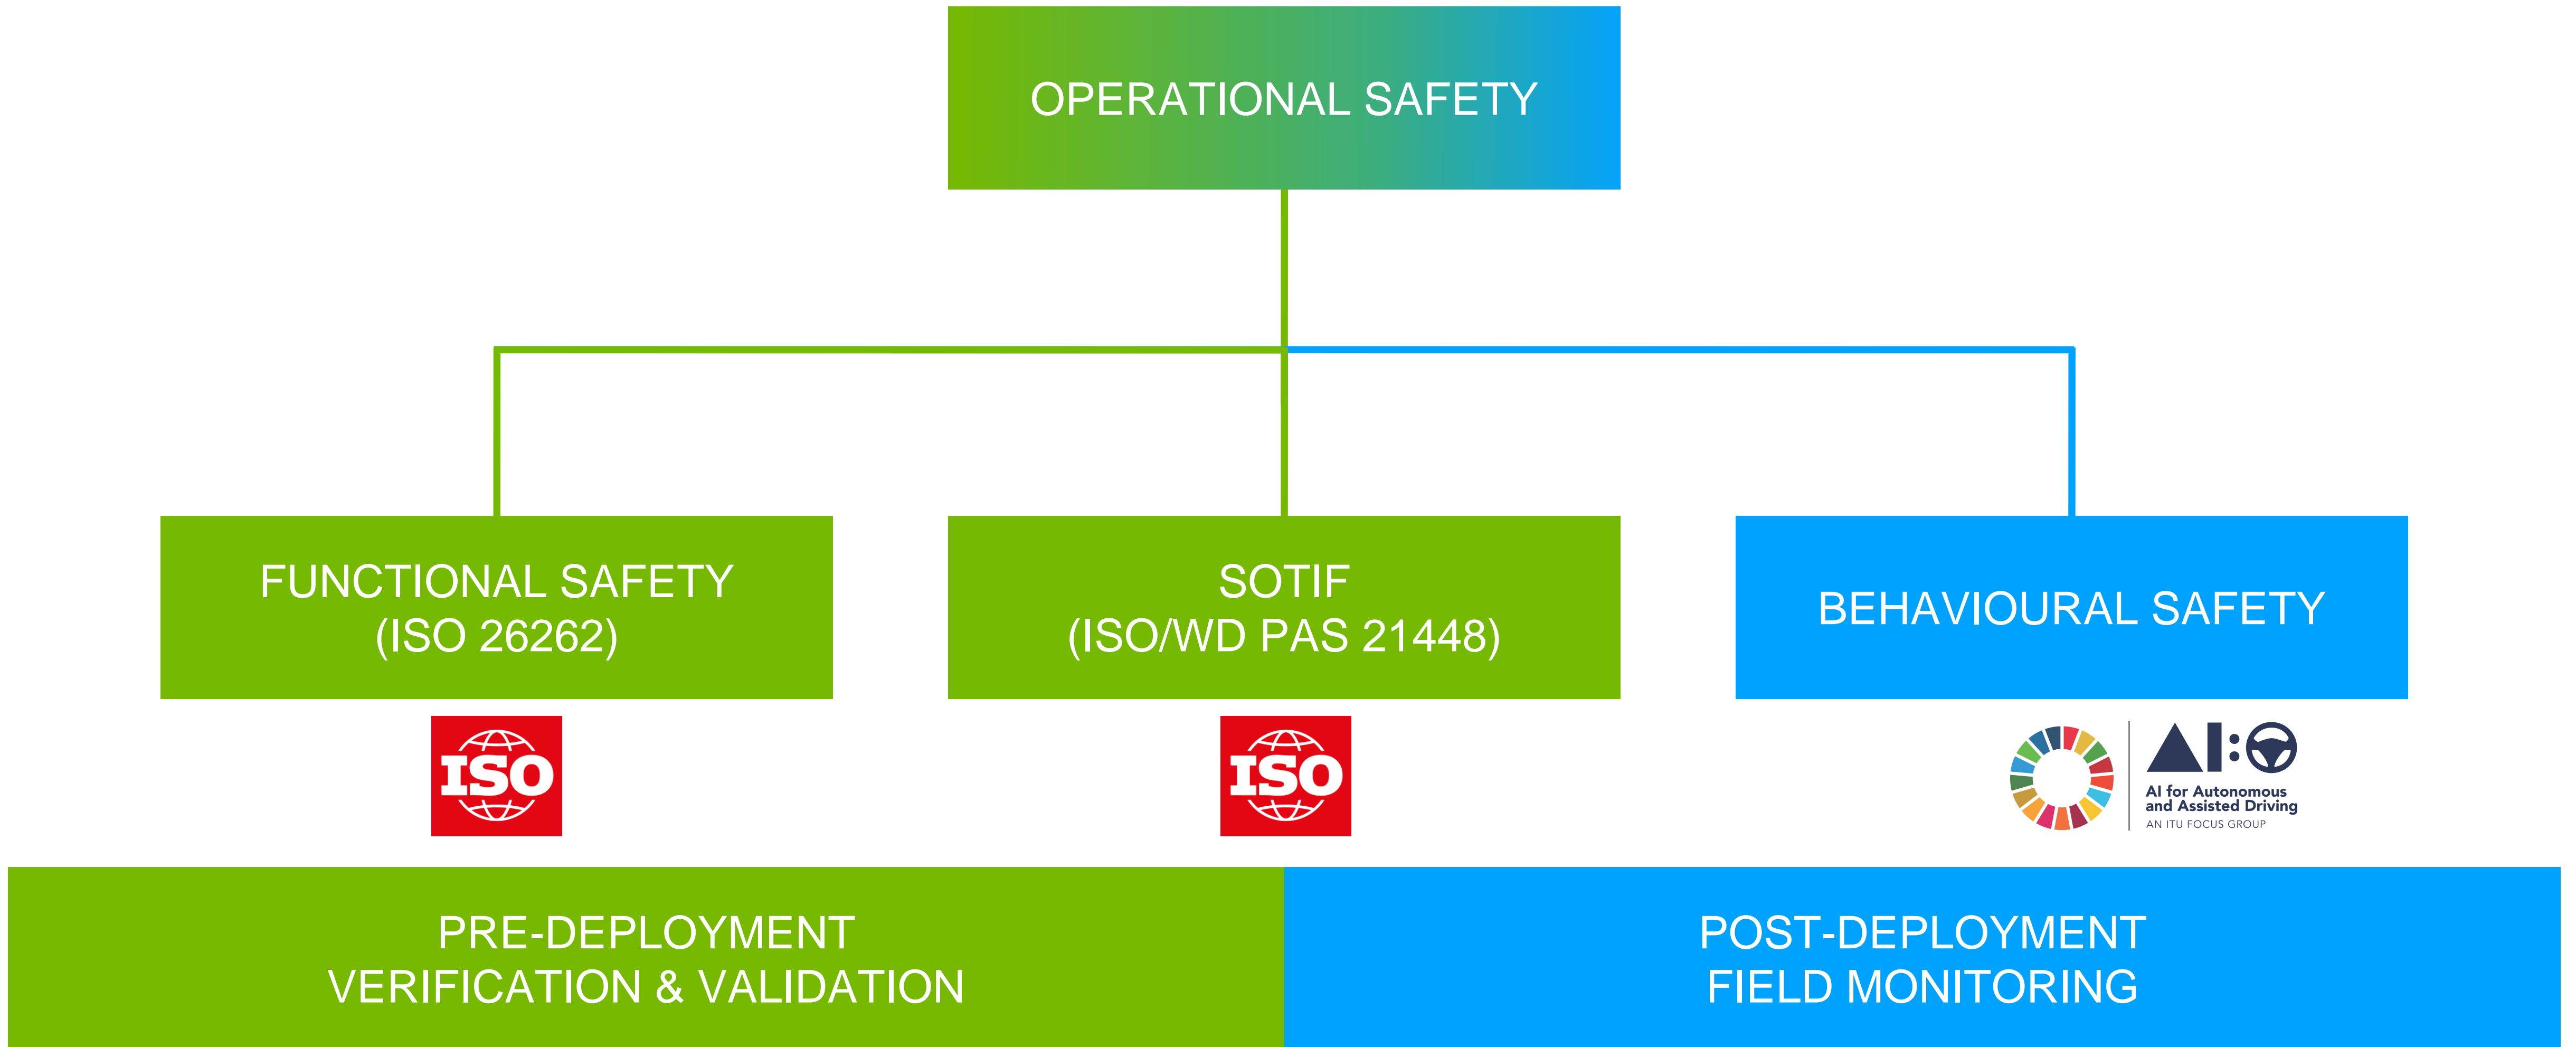 OPERATIONAL SAFETY
FUNCTIONAL SAFETY
(ISO 26262)
SOTIF
(ISO/WD PAS 21448)
BEHAVIOURAL SAFETY
ISO
ISO
AI:
AI for Autonomous
and Assisted Driving
AN ITU FOCUS GROUP
PRE-DEPLOYMENT
VERIFICATION & VALIDATION
POST-DEPLOYMENT
FIELD MONITORING